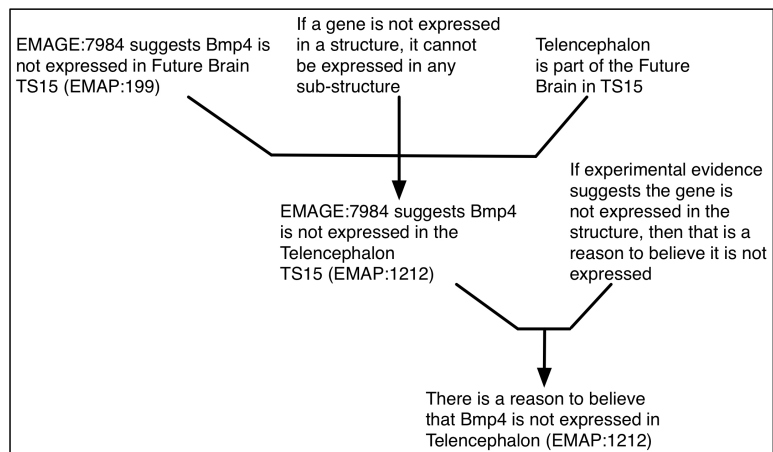 EMAGE:7984 suggests Bmp4 is
not expressed in Future Brain
TS15 (EMAP:199)
If a gene is not expressed
in a structure, it cannot
be expressed in any
sub-structure
Telencephalon
is part of the Future
Brain in TS15
EMAGE:7984 suggests Bmp4
is not expressed in the
Telencephalon
TS15 (EMAP:1212)
If experimental evidence
suggests the gene is
not expressed in the
structure, then that is a
reason to believe it is not
expressed
There is a reason to believe
that Bmp4 is not expressed in
Telencephalon (EMAP:1212)